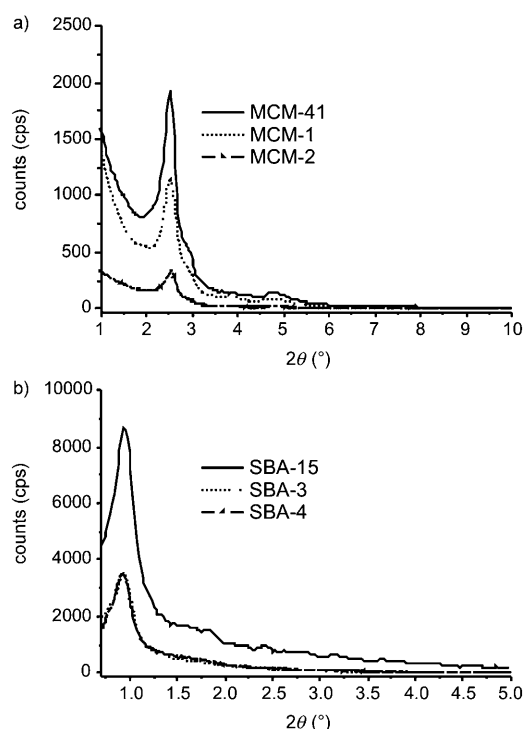 a)
2500
2000
1500
1000
500
0
counts (cps)
MCM-41
MCM-1
MCM-2
1 2 3 4 5 6 7 8 9 10
2θ (°)
b)
10000
8000
6000
4000
2000
0
counts (cps)
SBA-15
SBA-3
SBA-4
1.0 1.5 2.0 2.5 3.0 3.5 4.0 4.5 5.0
2θ (°)